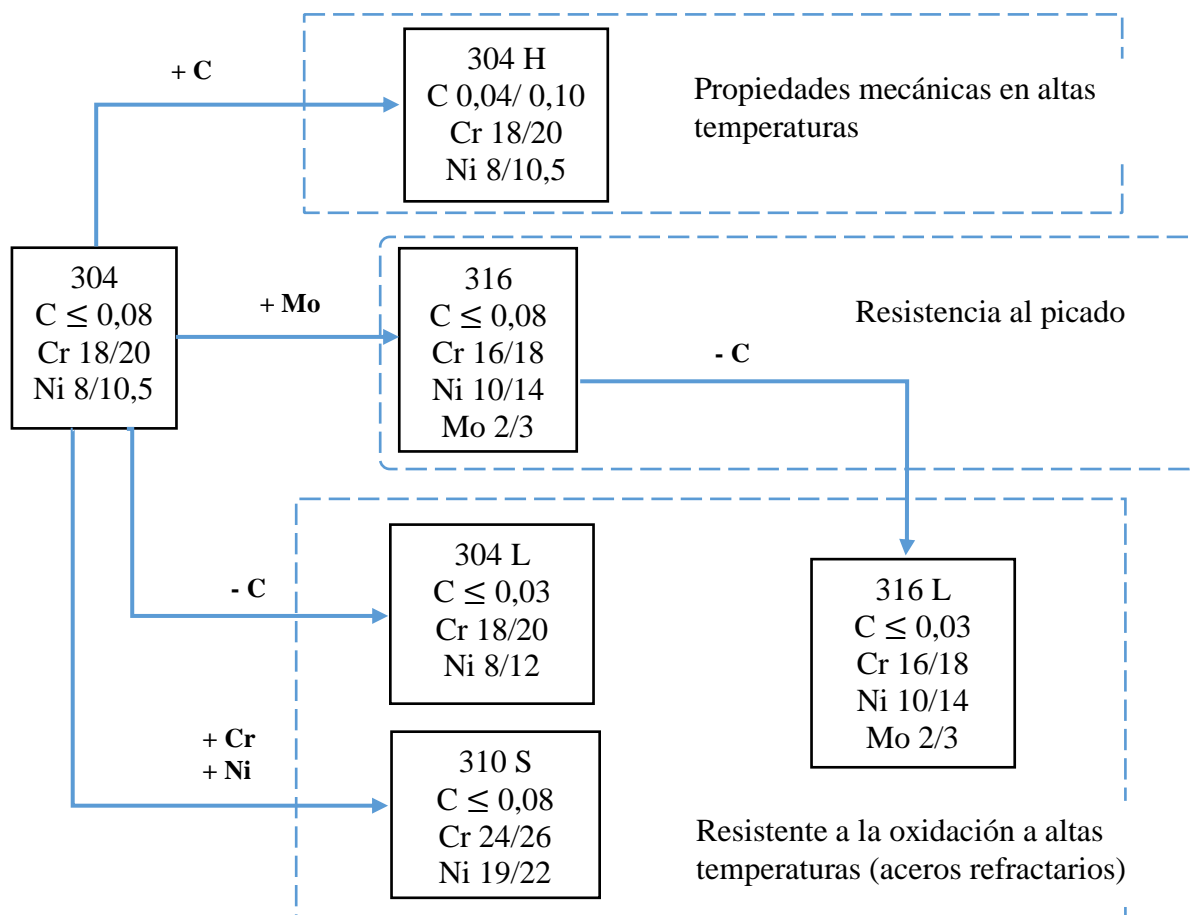 + C
304 H
C 0,04/ 0,10
Cr 18/20
Ni 8/10,5
Propiedades mecánicas en altas
temperaturas
304
C ≤ 0,08
Cr 18/20
Ni 8/10,5
+ Mo
316
C ≤ 0,08
Cr 16/18
Ni 10/14
Mo 2/3
Resistencia al picado
- C
- C
304 L
C ≤ 0,03
Cr 18/20
Ni 8/12
316 L
C ≤ 0,03
Cr 16/18
Ni 10/14
Mo 2/3
+ Cr
+ Ni
310 S
C ≤ 0,08
Cr 24/26
Ni 19/22
Resistente a la oxidación a altas
temperaturas (aceros refractarios)